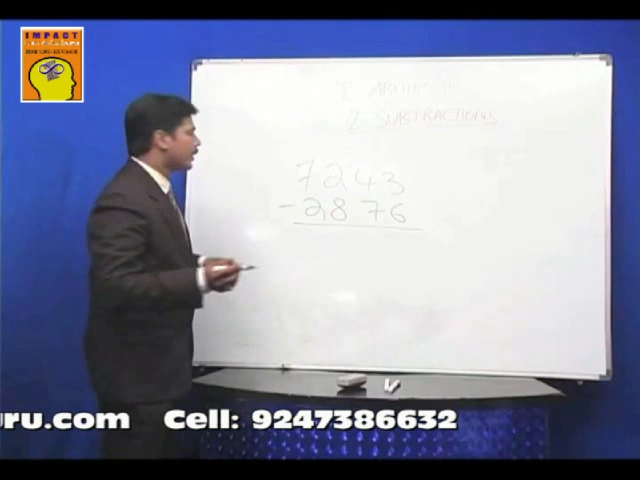 IMPACT
1 ARITHMETIC
2 SUBTRACTIONS
7243
-2876
uru.com Cell: 9247386632